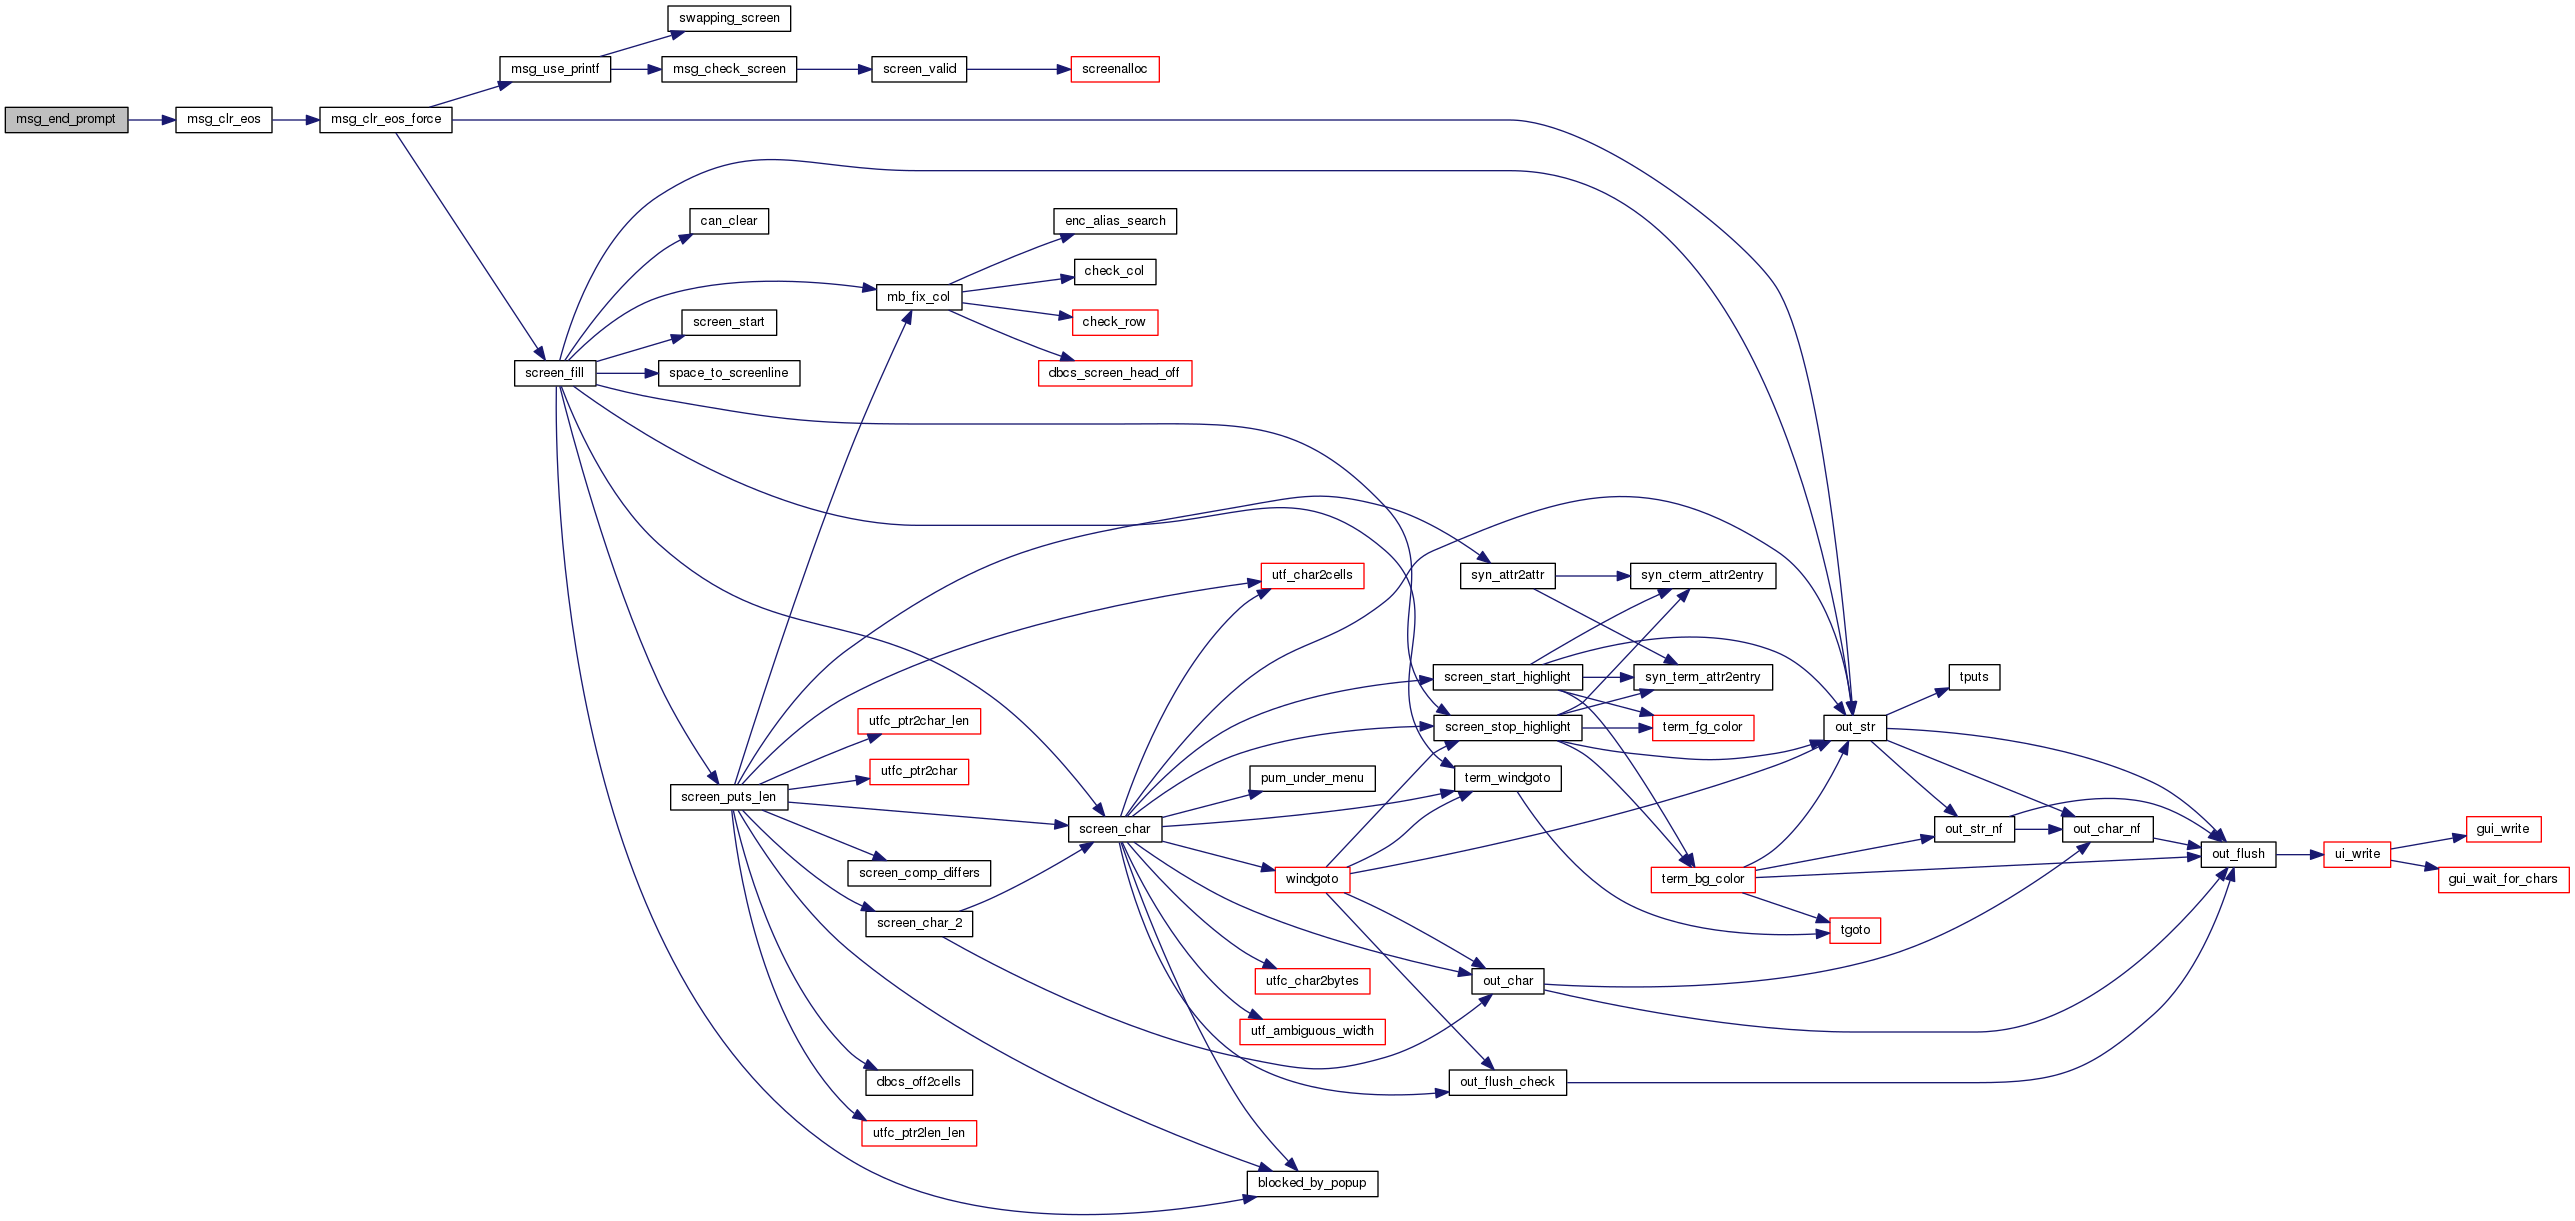 swapping_screen
msg_use_printf
msg_check_screen
screen_valid
screenalloc
msg_end_prompt
msg_clr_eos
msg_clr_eos_force
can_clear
enc_alias_search
check_col
mb_fix_col
screen_start
check_row
screen_fill
space_to_screenline
dbcs_screen_head_off
utf_char2cells
syn_attr2attr
syn_cterm_attr2entry
screen_start_highlight
syn_term_attr2entry
tputs
utfc_ptr2char_len
screen_stop_highlight
term_fg_color
out_str
utfc_ptr2char
pum_under_menu
term_windgoto
screen_puts_len
screen_char
out_str_nf
out_char_nf
gui_write
out_flush
ui_write
screen_comp_differs
windgoto
term_bg_color
gui_wait_for_chars
screen_char_2
tgoto
utfc_char2bytes
out_char
utf_ambiguous_width
dbcs_off2cells
out_flush_check
utfc_ptr2len_len
blocked_by_popup